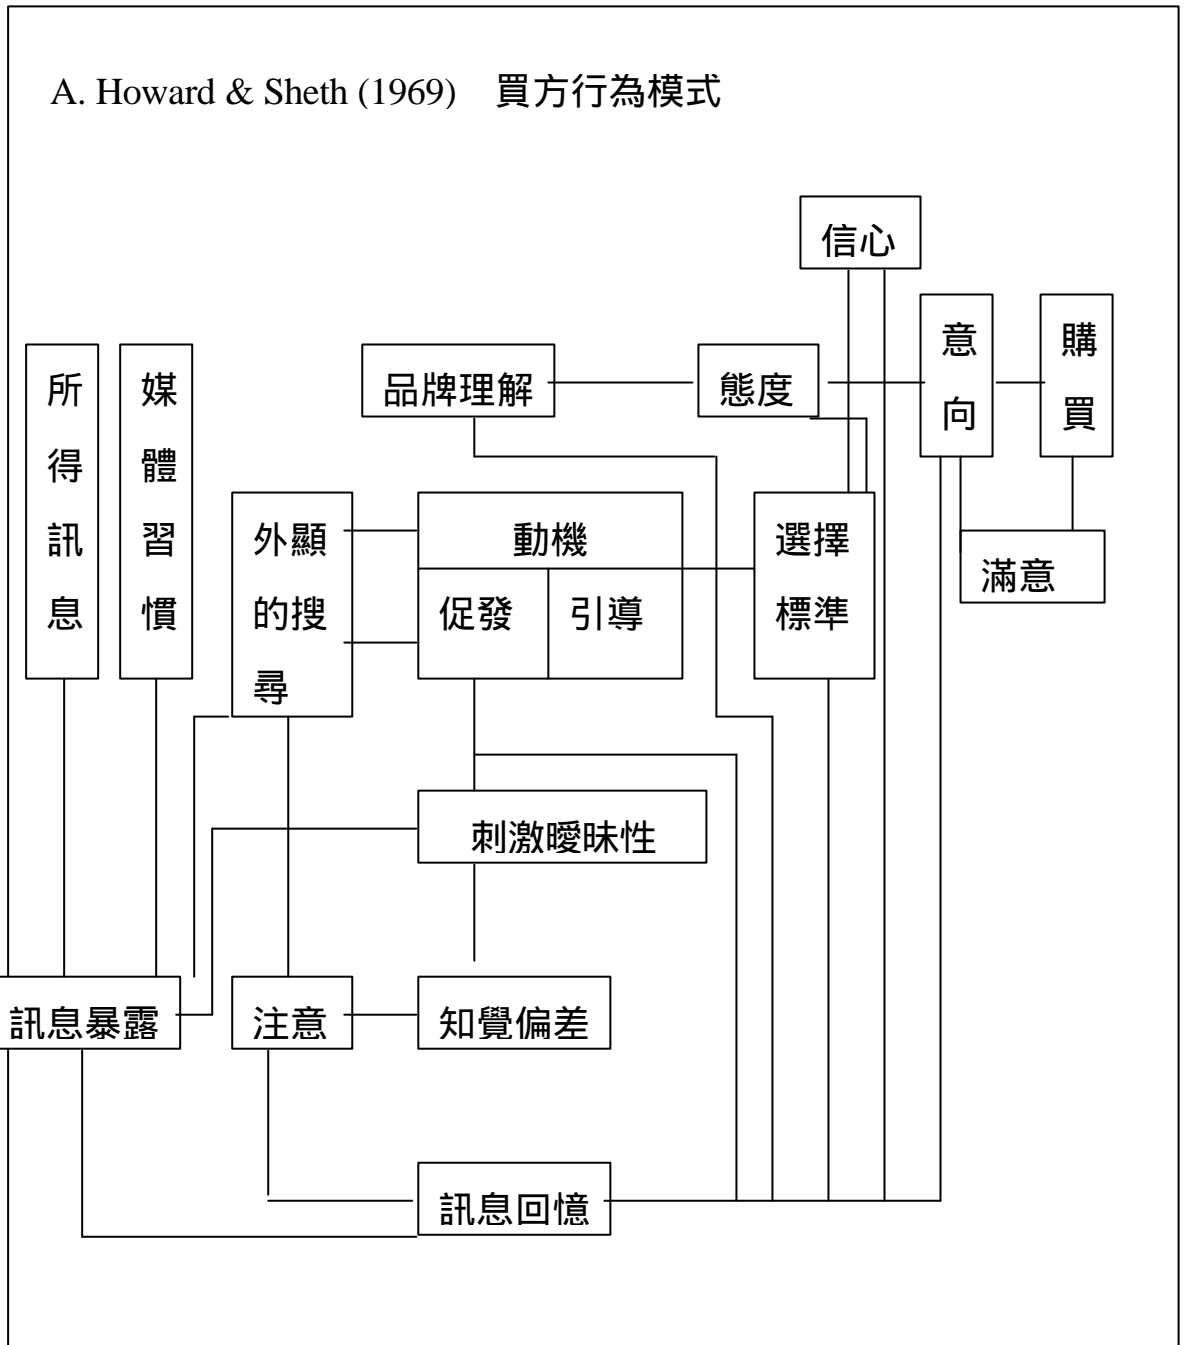 A. Howard & Sheth (1969) 買方行為模式
信心
意向
購買
所得訊息
媒體習慣
品牌理解
態度
外顯
的搜
尋
動機
促發
引導
選擇
標準
滿意
刺激曖昧性
訊息暴露
注意
知覺偏差
訊息回憶